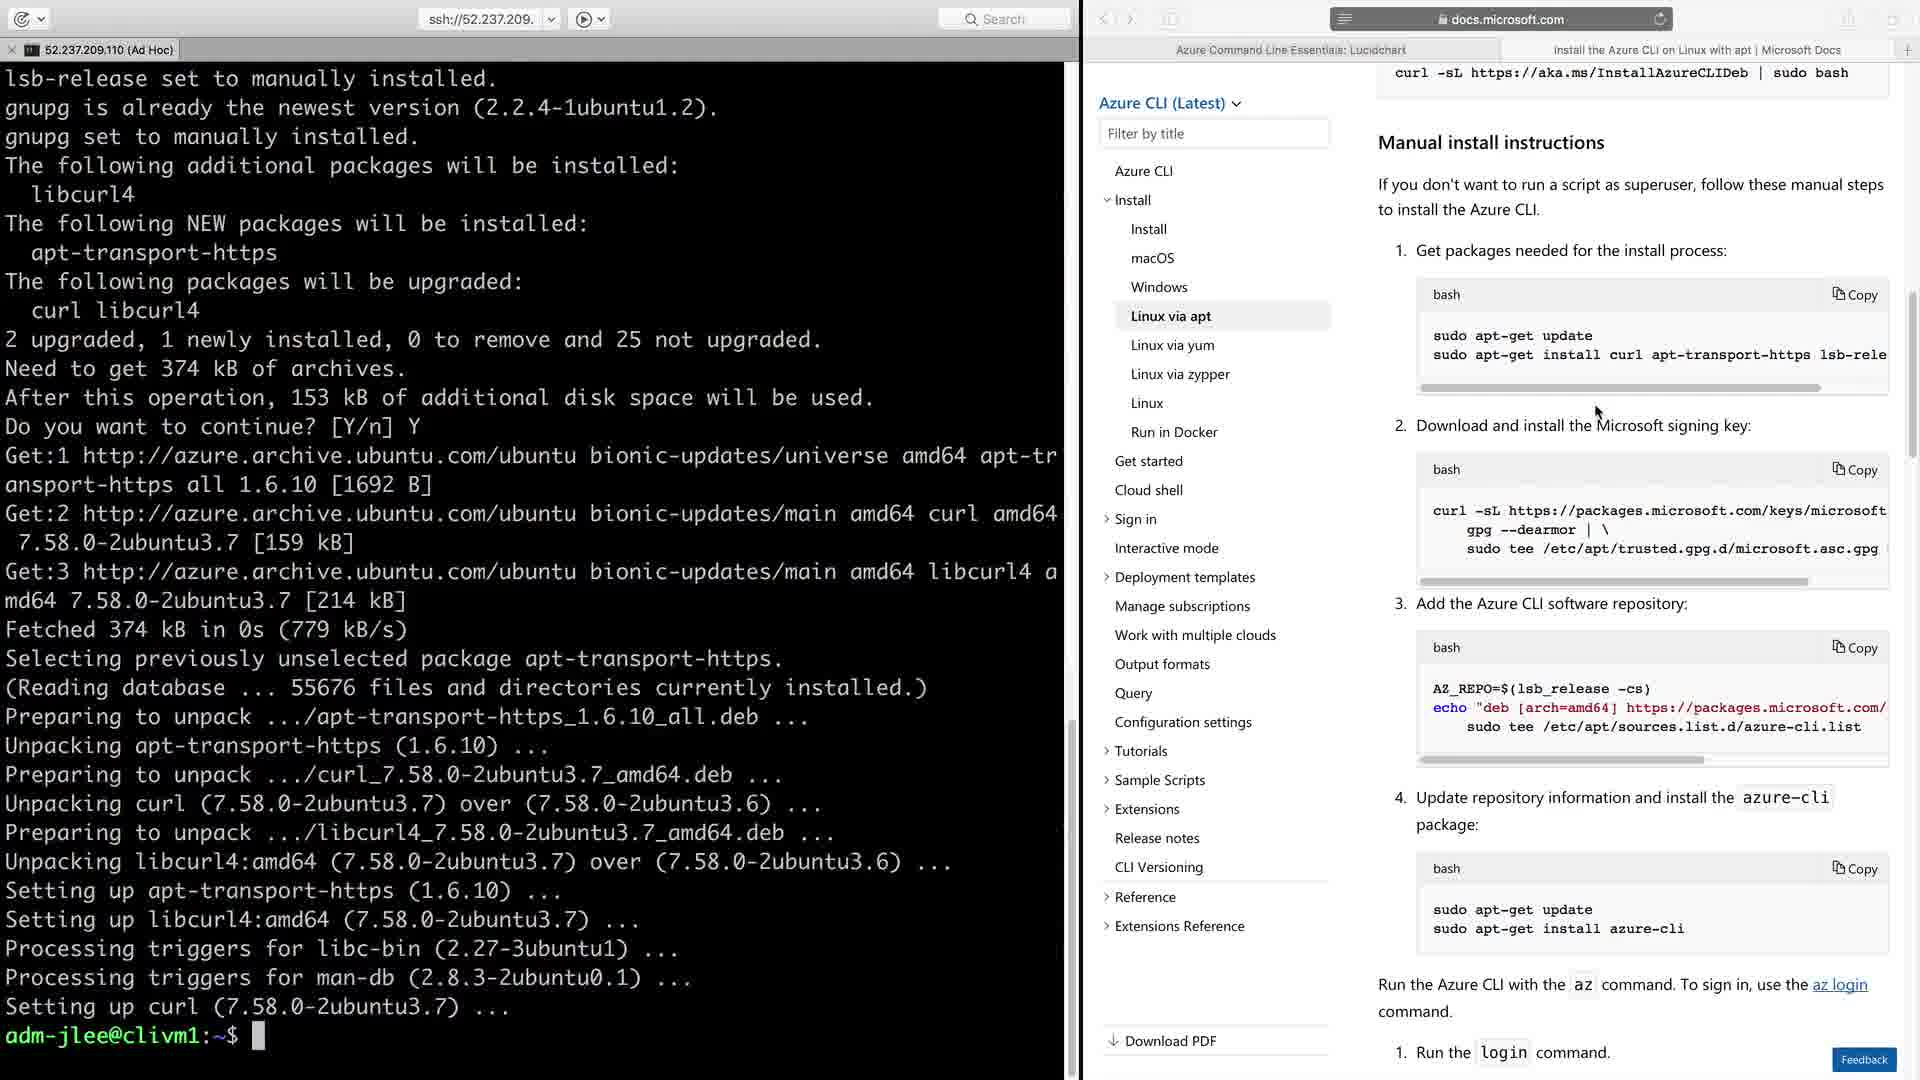 ssh://52.237.209.
Search
52.237.209.110 (Ad Hoc)
lsb-release set to manually installed.
gnupg is already the newest version (2.2.4-1ubuntu1.2).
gnupg set to manually installed.
The following additional packages will be installed:
libcurl4
The following NEW packages will be installed:
apt-transport-https
The following packages will be upgraded:
curl libcurl4
2 upgraded, 1 newly installed, 0 to remove and 25 not upgraded.
Need to get 374 kB of archives.
After this operation, 153 kB of additional disk space will be used.
Do you want to continue? [Y/n] Y
Get:1 http://azure.archive.ubuntu.com/ubuntu bionic-updates/universe amd64 apt-tr
ansport-https all 1.6.10 [1692 B]
Get:2 http://azure.archive.ubuntu.com/ubuntu bionic-updates/main amd64 curl amd64
7.58.0-2ubuntu3.7 [159 kB]
Get:3 http://azure.archive.ubuntu.com/ubuntu bionic-updates/main amd64 libcurl4 a
md64 7.58.0-2ubuntu3.7 [214 kB]
Fetched 374 kB in 0s (779 kB/s)
Selecting previously unselected package apt-transport-https.
(Reading database ... 55676 files and directories currently installed.)
Preparing to unpack .../apt-transport-https_1.6.10_all.deb ...
Unpacking apt-transport-https (1.6.10) ...
Preparing to unpack .../curl_7.58.0-2ubuntu3.7_amd64.deb ...
Unpacking curl (7.58.0-2ubuntu3.7) over (7.58.0-2ubuntu3.6) ...
Preparing to unpack .../libcurl4_7.58.0-2ubuntu3.7_amd64.deb ...
Unpacking libcurl4:amd64 (7.58.0-2ubuntu3.7) over (7.58.0-2ubuntu3.6) ...
Setting up apt-transport-https (1.6.10) ...
Setting up libcurl4:amd64 (7.58.0-2ubuntu3.7) ...
Processing triggers for libc-bin (2.27-3ubuntu1) ...
Processing triggers for man-db (2.8.3-2ubuntu0.1) ...
Setting up curl (7.58.0-2ubuntu3.7) ...
adm-jlee@clivm1:~$
docs.microsoft.com
Azure Command Line Essentials: Lucidchart
Install the Azure CLI on Linux with apt | Microsoft Docs
Azure CLI (Latest)
Filter by title
Azure CLI
Install
Install
macOS
Windows
Linux via apt
Linux via yum
Linux via zypper
Linux
Run in Docker
Get started
Cloud shell
Sign in
Interactive mode
Deployment templates
Manage subscriptions
Work with multiple clouds
Output formats
Query
Configuration settings
Tutorials
Sample Scripts
Extensions
Release notes
CLI Versioning
Reference
Extensions Reference
Download PDF
curl -sL https://aka.ms/InstallAzureCLIDeb | sudo bash
Manual install instructions
If you don't want to run a script as superuser, follow these manual steps
to install the Azure CLI.
1. Get packages needed for the install process:
bash Copy
sudo apt-get update
sudo apt-get install curl apt-transport-https lsb-rele
2. Download and install the Microsoft signing key:
bash Copy
curl -sL https://packages.microsoft.com/keys/microsoft
gpg --dearmor | \
sudo tee /etc/apt/trusted.gpg.d/microsoft.asc.gpg
3. Add the Azure CLI software repository:
bash Copy
AZ_REPO=$(lsb_release -cs)
echo "deb [arch=amd64] https://packages.microsoft.com/
sudo tee /etc/apt/sources.list.d/azure-cli.list
4. Update repository information and install the azure-cli
package:
bash Copy
sudo apt-get update
sudo apt-get install azure-cli
Run the Azure CLI with the az command. To sign in, use the az login
command.
1. Run the login command.
Feedback